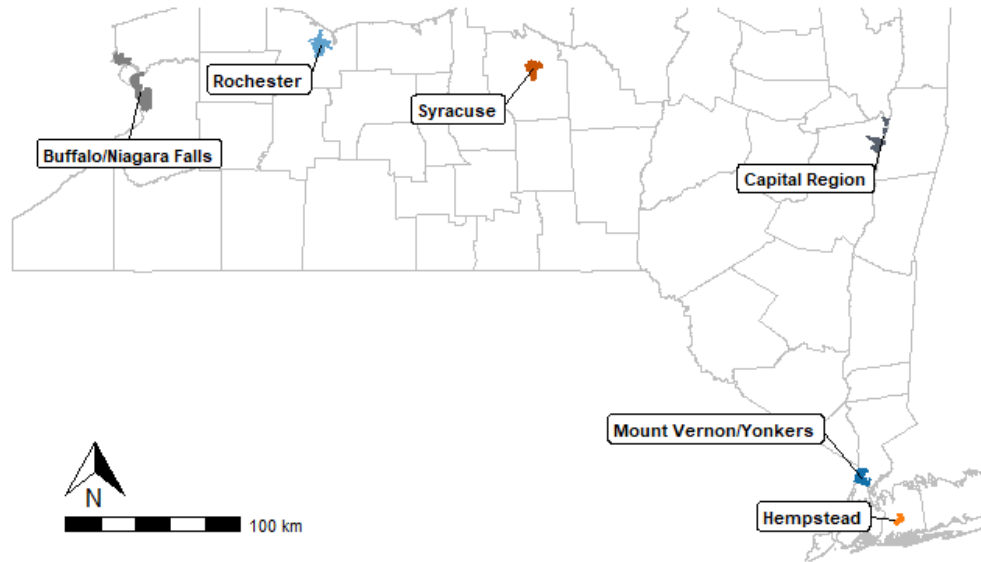 Rochester
Syracuse
Buffalo/Niagara Falls
Capital Region
Mount Vernon/Yonkers
N
Hempstead
100 km